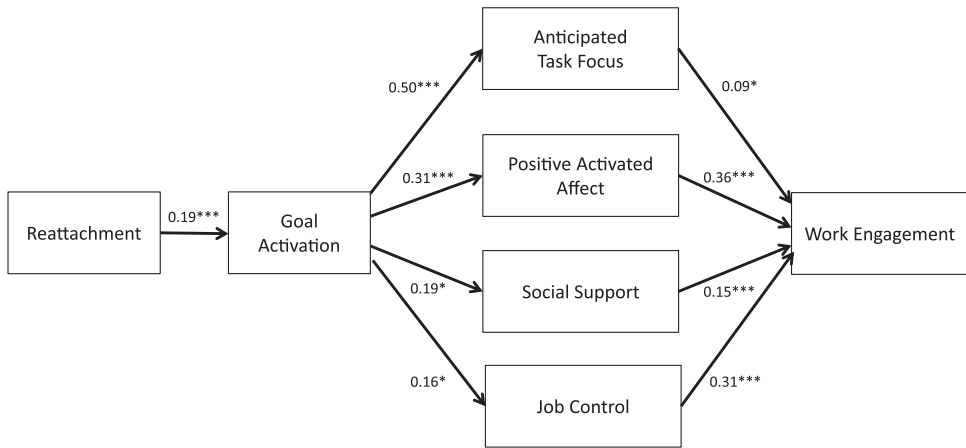 Reattachment
0.19***
Goal
Activation
0.50***
0.31***
0.19*
0.16*
Anticipated
Task Focus
Positive Activated
Affect
Social Support
Job Control
0.09*
0.36***
0.15***
0.31***
Work Engagement